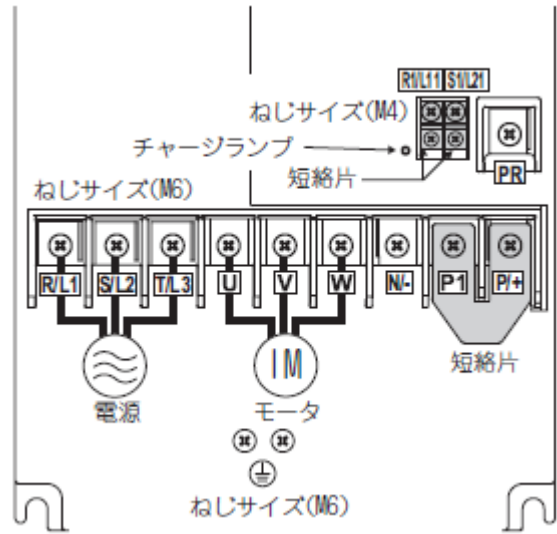 R1/L11 S1/L21
ねじサイズ(M4)
チャージランプ
短絡片
PR
ねじサイズ(M6)
R/L1 S/L2 T/L3 U V W N/- P1 P/+
IM
短絡片
電源 モータ
ねじサイズ(M6)